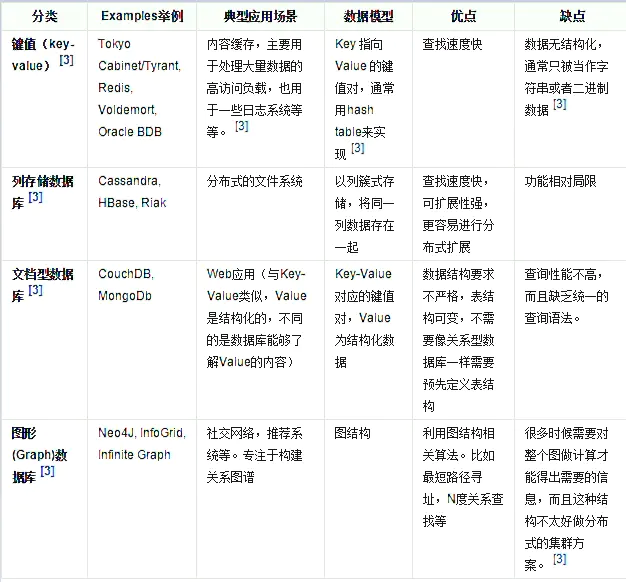 分类
Examples举例
典型应用场景
数据模型
优点
缺点
键值（key-
value） [3]
Tokyo
Cabinet/Tyrant,
Redis,
Voldemort,
Oracle BDB
内容缓存，主要用
于处理大量数据的
高访问负载，也用
于一些日志系统等
等。 [3]
Key 指向
Value 的键
值对，通常
用hash
table来实
现 [3]
查找速度快
数据无结构化，
通常只被当作字
符串或者二进制
数据 [3]
列存储数据
库 [3]
Cassandra,
HBase, Riak
分布式的文件系统
以列簇式存
储，将同一
列数据存在
一起
查找速度快，
可扩展性强，
更容易进行分
布式扩展
功能相对局限
文档型数据
库 [3]
CouchDB,
MongoDb
Web应用（与Key-
Value类似，Value
是结构化的，不同
的是数据库能够了
解Value的内容）
Key-Value
对应的键值
对，Value
为结构化数
据
数据结构要求
不严格，表结
构可变，不需
要像关系型数
据库一样需要
预先定义表结
构
查询性能不高，
而且缺乏统一的
查询语法。
图形
(Graph)数
据库 [3]
Neo4J, InfoGrid,
Infinite Graph
社交网络，推荐系
统等。专注于构建
关系图谱
图结构
利用图结构相
关算法。比如
最短路径寻
址，N度关系查
找等
很多时候需要对
整个图做计算才
能得出需要的信
息，而且这种结
构不太好做分布
式的集群方
案。 [3]